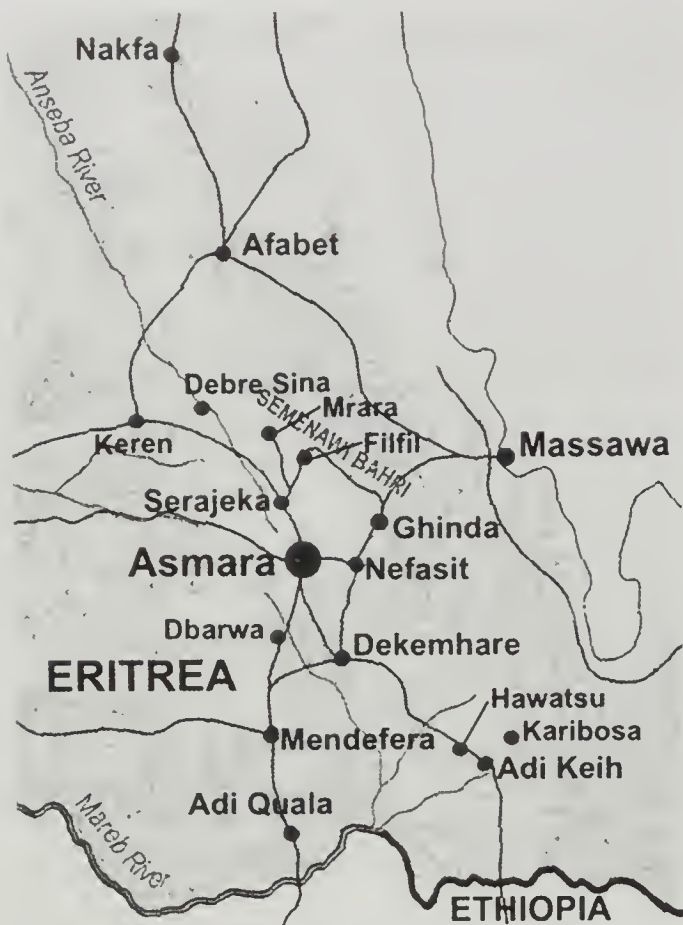 Nakfa
Anseba River
Afabet
Debre Sina
Mrara
SEMENAWI BAHRI
Keren
Filfil
Massawa
Serajeka
Ghinda
Asmara
Nefasit
Dbarwa
Dekemhare
ERITREA
Hawatsu
Karibosa
Mendefera
Adi Keih
Adi Quala
Mareb River
ETHIOPIA